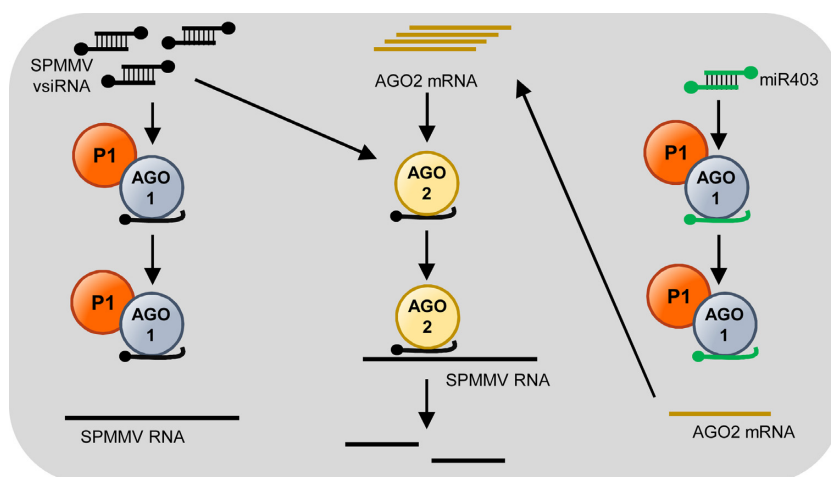 SPMMV
vsiRNA
P1
AGO
1
P1
AGO
1
SPMMV RNA
AGO2 mRNA
AGO
2
AGO
2
SPMMV RNA
miR403
P1
AGO
1
P1
AGO
1
AGO2 mRNA